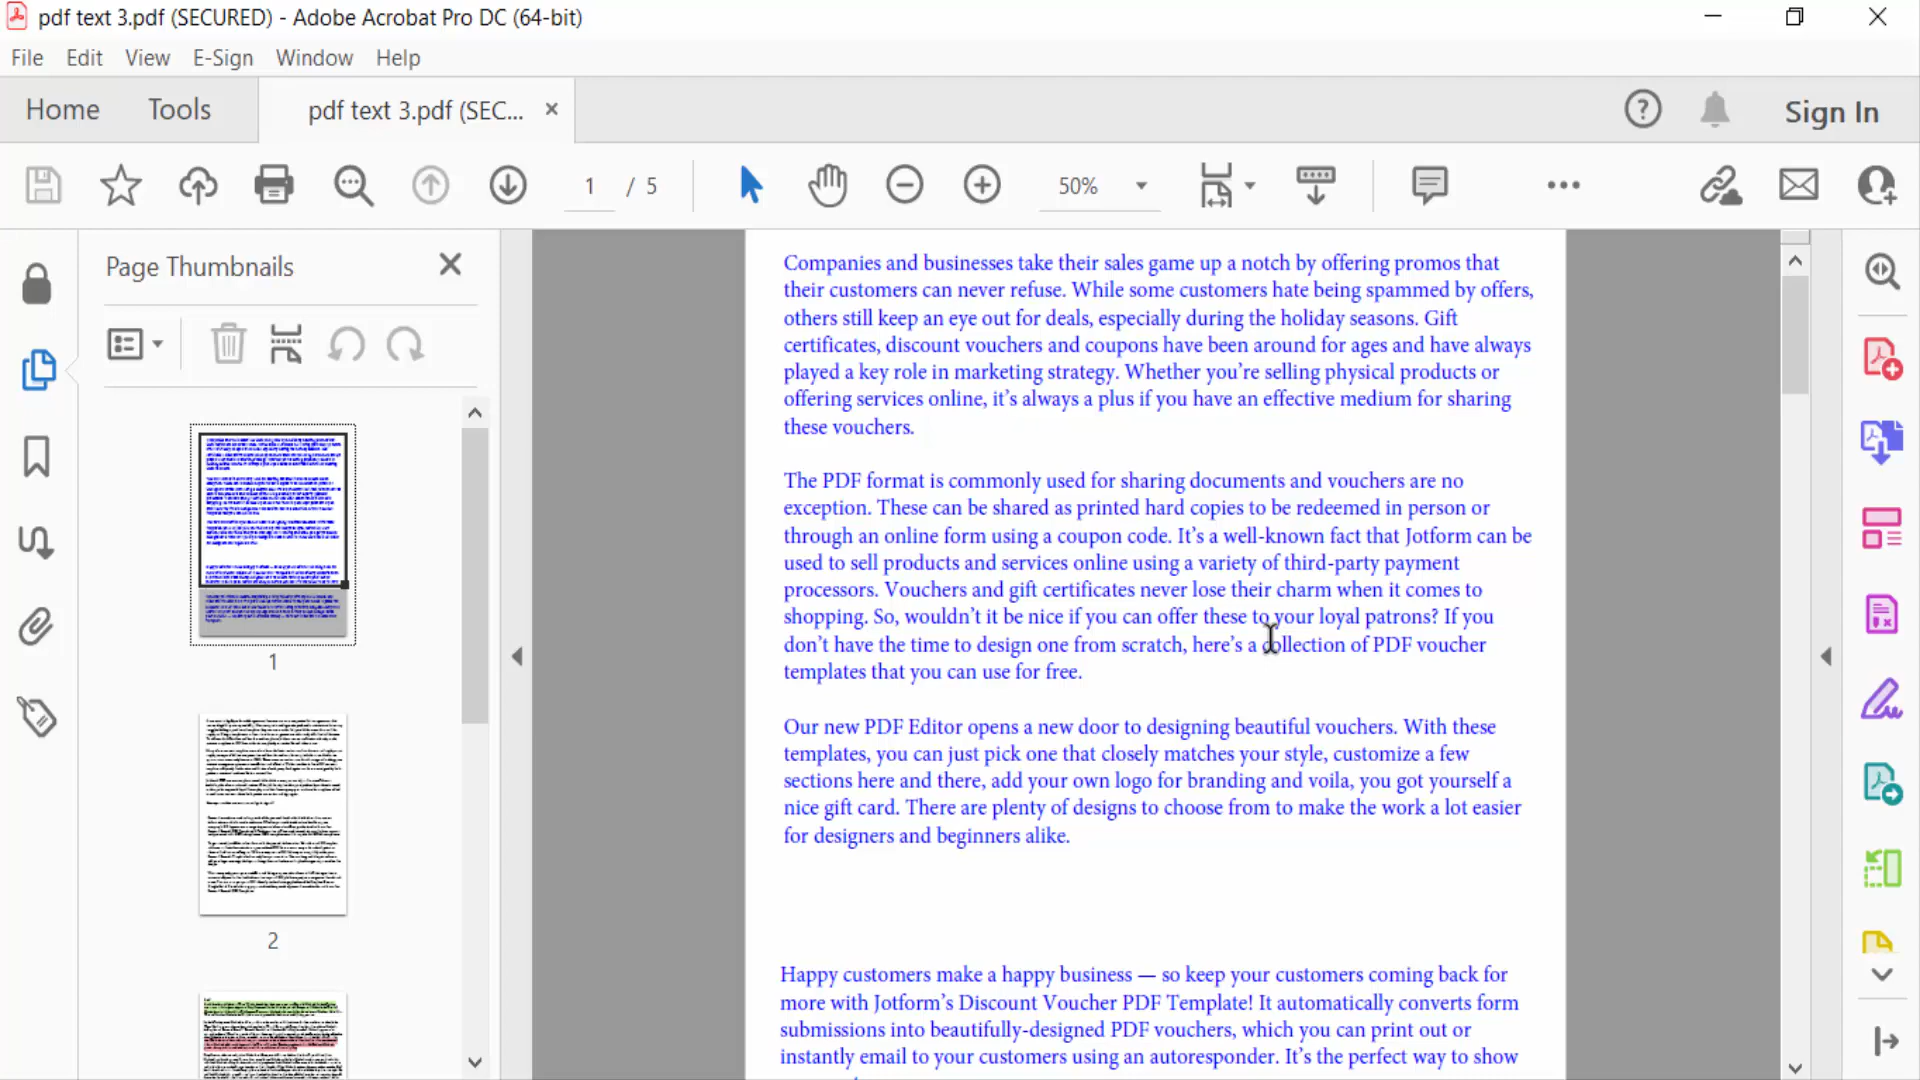 pdf text 3.pdf (SECURED) - Adobe Acrobat Pro DC (64-bit)
File Edit View E-Sign Window Help
Home Tools pdf text 3.pdf (SEC... Sign In
1 / 5 50%
Page Thumbnails
1
2
Companies and businesses take their sales game up a notch by offering promos that
their customers can never refuse. While some customers hate being spammed by offers,
others still keep an eye out for deals, especially during the holiday seasons. Gift
certificates, discount vouchers and coupons have been around for ages and have always
played a key role in marketing strategy. Whether you're selling physical products or
offering services online, it's always a plus if you have an effective medium for sharing
these vouchers.
The PDF format is commonly used for sharing documents and vouchers are no
exception. These can be shared as printed hard copies to be redeemed in person or
through an online form using a coupon code. It's a well-known fact that Jotform can be
used to sell products and services online using a variety of third-party payment
processors. Vouchers and gift certificates never lose their charm when it comes to
shopping. So, wouldn't it be nice if you can offer these to your loyal patrons? If you
don't have the time to design one from scratch, here's a collection of PDF voucher
templates that you can use for free.
Our new PDF Editor opens a new door to designing beautiful vouchers. With these
templates, you can just pick one that closely matches your style, customize a few
sections here and there, add your own logo for branding and voila, you got yourself a
nice gift card. There are plenty of designs to choose from to make the work a lot easier
for designers and beginners alike.
Happy customers make a happy business — so keep your customers coming back for
more with Jotform's Discount Voucher PDF Template! It automatically converts form
submissions into beautifully-designed PDF vouchers, which you can print out or
instantly email to your customers using an autoresponder. It's the perfect way to show